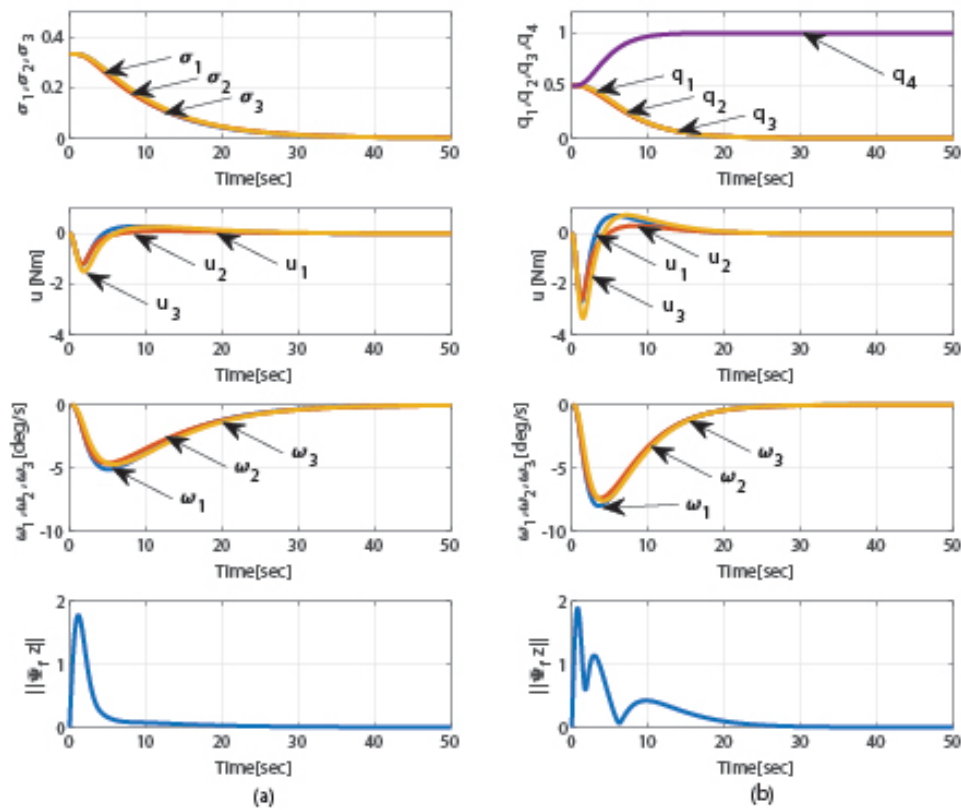 σ₁,σ₂,σ₃
0.4
0.2
0
σ₁
σ₂
σ₃
0 10 20 30 40 50
Time[sec]
q₁,q₂,q₃,q₄
1
0.5
0
q₁
q₂
q₃
q₄
0 10 20 30 40 50
Time[sec]
u [Nm]
0
-2
-4
u₂
u₁
u₃
0 10 20 30 40 50
Time[sec]
u [Nm]
0
-2
-4
u₁
u₂
u₃
0 10 20 30 40 50
Time[sec]
ω₁,ω₂,ω₃[deg/s]
0
-5
-10
ω₃
ω₂
ω₁
0 10 20 30 40 50
Time[sec]
ω₁,ω₂,ω₃[deg/s]
0
-5
-10
ω₃
ω₂
ω₁
0 10 20 30 40 50
Time[sec]
||Ψ_f z||
2
1
0
0 10 20 30 40 50
Time[sec]
(a)
||Ψ_f z||
2
1
0
0 10 20 30 40 50
Time[sec]
(b)